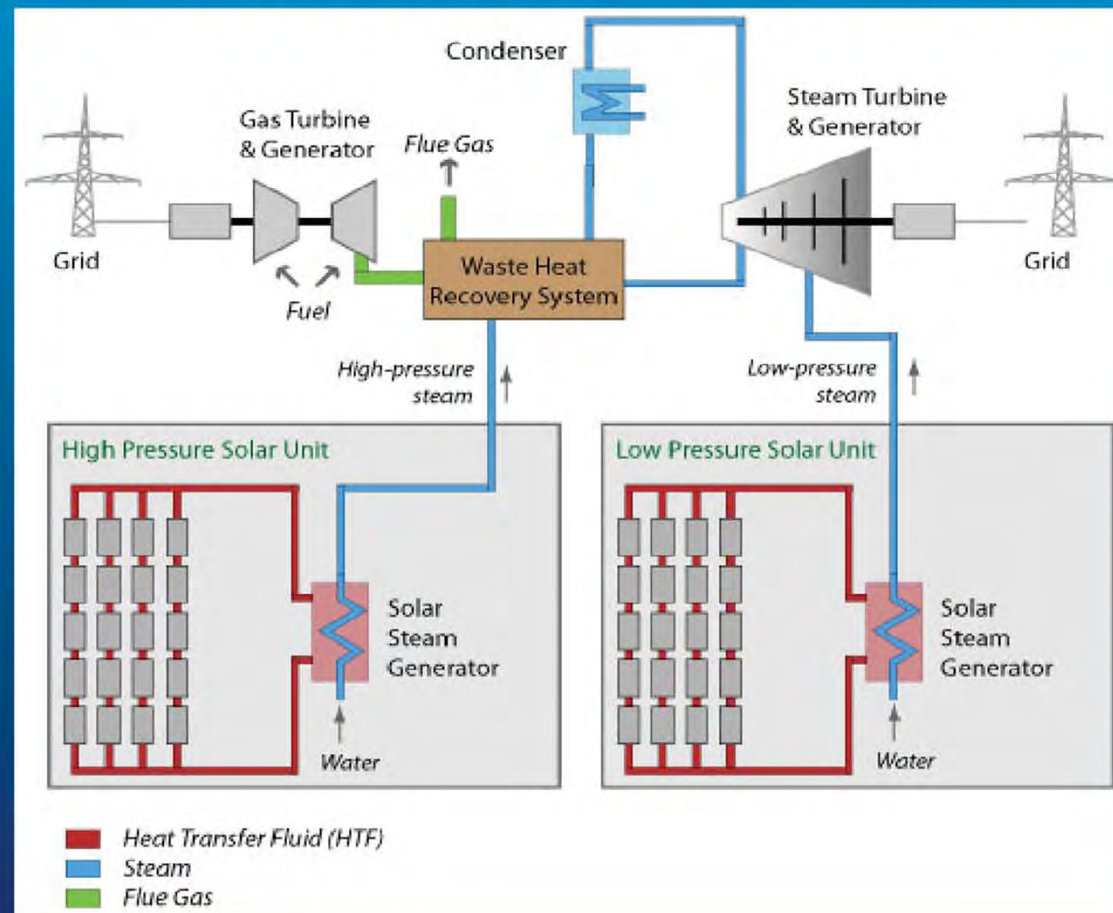 Condenser
Gas Turbine
& Generator
Flue Gas
Steam Turbine
& Generator
Grid
Fuel
Waste Heat
Recovery System
Grid
High-pressure
steam
Low-pressure
steam
High Pressure Solar Unit
Solar
Steam
Generator
Water
Low Pressure Solar Unit
Solar
Steam
Generator
Water
Heat Transfer Fluid (HTF)
Steam
Flue Gas